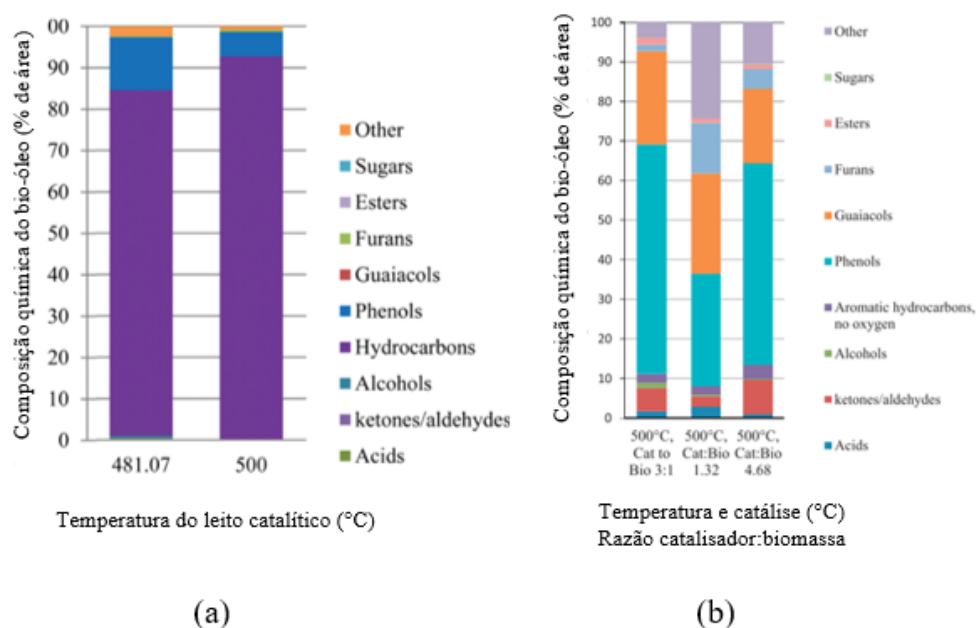 Composição química do bio-óleo (% de área)
00
90
80
70
60
50
40
30
20
10
0
481.07
500
Temperatura do leito catalítico (°C)
Other
Sugars
Esters
Furans
Guaiacols
Phenols
Hydrocarbons
Alcohols
ketones/aldehydes
Acids
(a)
Composição química do bio-óleo (% de área)
100
90
80
70
60
50
40
30
20
10
0
500°C,
Cat to
Bio 3:1
500°C,
Cat:Bio
1.32
500°C,
Cat:Bio
4.68
Temperatura e catálise (°C)
Razão catalisador:biomassa
Other
Sugars
Esters
Furans
Guaiacols
Phenols
Aromatic hydrocarbons,
no oxygen
Alcohols
ketones/aldehydes
Acids
(b)